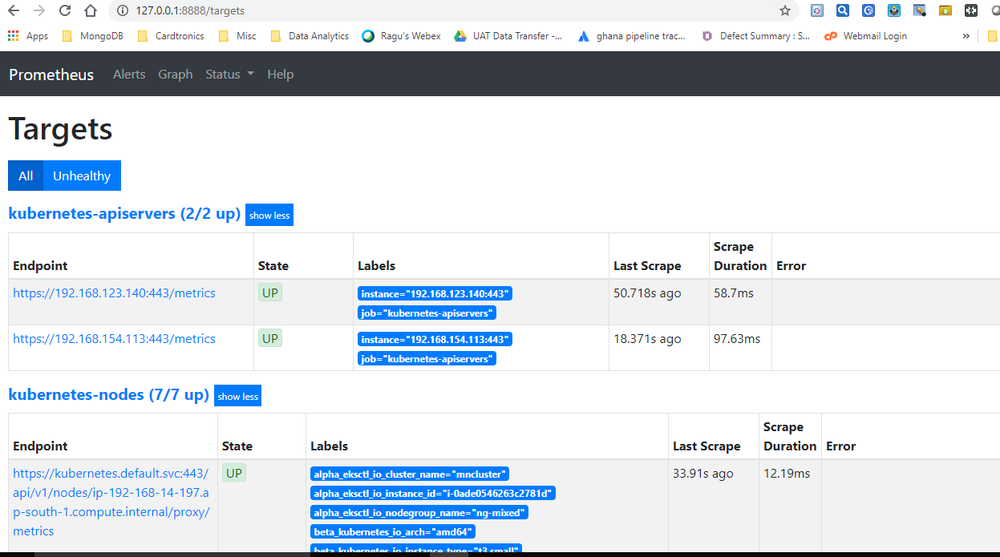 127.0.0.1:8888/targets
Apps MongoDB Cardtronics Misc Data Analytics Ragu's Webex UAT Data Transfer -... ghana pipeline trac... Defect Summary : S... Webmail Login »
Prometheus Alerts Graph Status Help
Targets
All Unhealthy
kubernetes-apiservers (2/2 up) show less
Endpoint State Labels Last Scrape Scrape Duration Error
https://192.168.123.140:443/metrics UP instance="192.168.123.140:443" 50.718s ago 58.7ms
job="kubernetes-apiservers"
https://192.168.154.113:443/metrics UP instance="192.168.154.113:443" 18.371s ago 97.63ms
job="kubernetes-apiservers"
kubernetes-nodes (7/7 up) show less
Endpoint State Labels Last Scrape Scrape Duration Error
https://kubernetes.default.svc:443/ UP alpha_eksctl_io_cluster_name="mncluster" 33.91s ago 12.19ms
api/v1/nodes/ip-192-168-14-197.a alpha_eksctl_io_instance_id="i-0ade0546263c2781d"
p-south-1.compute.internal/proxy/ alpha_eksctl_io_nodegroup_name="ng-mixed"
metrics beta_kubernetes_io_arch="amd64"
beta_kubernetes_io_instance_type="t3.small"